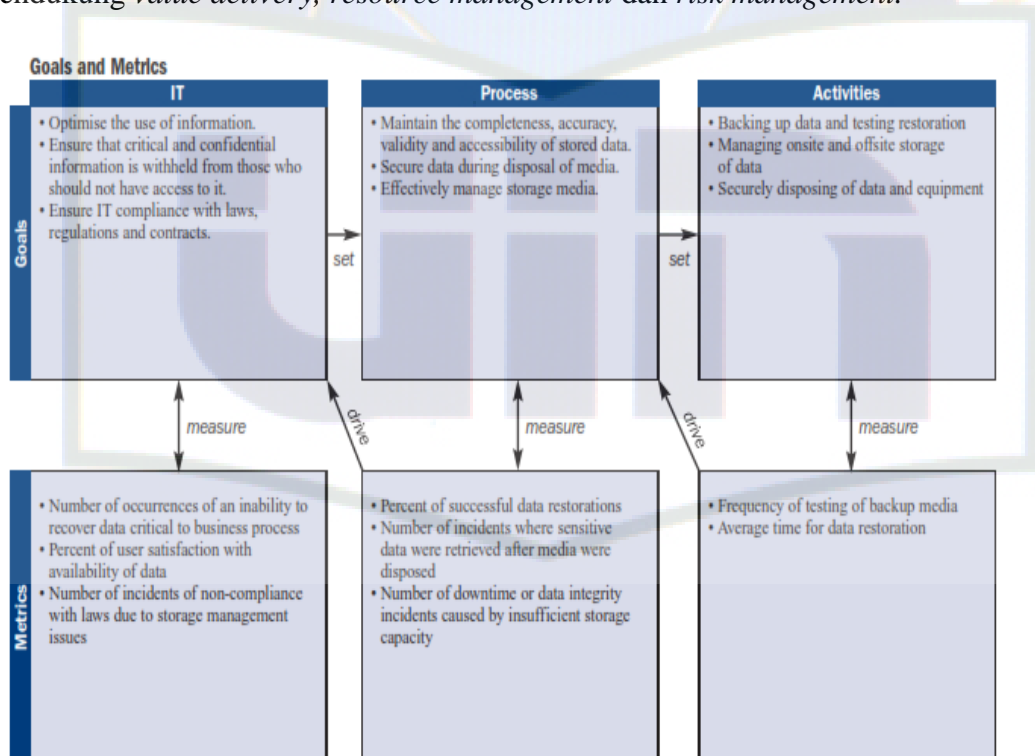 value delivery, resource management dan risk management.
Goals and Metrics
IT
Process
Activities
Goals
• Optimise the use of information.
• Ensure that critical and confidential
information is withheld from those who
should not have access to it.
• Ensure IT compliance with laws,
regulations and contracts.
set
• Maintain the completeness, accuracy,
validity and accessibility of stored data.
• Secure data during disposal of media.
• Effectively manage storage media.
set
• Backing up data and testing restoration
• Managing onsite and offsite storage
of data
• Securely disposing of data and equipment
measure
drive
measure
drive
measure
Metrics
• Number of occurrences of an inability to
recover data critical to business process
• Percent of user satisfaction with
availability of data
• Number of incidents of non-compliance
with laws due to storage management
issues
• Percent of successful data restorations
• Number of incidents where sensitive
data were retrieved after media were
disposed
• Number of downtime or data integrity
incidents caused by insufficient storage
capacity
• Frequency of testing of backup media
• Average time for data restoration